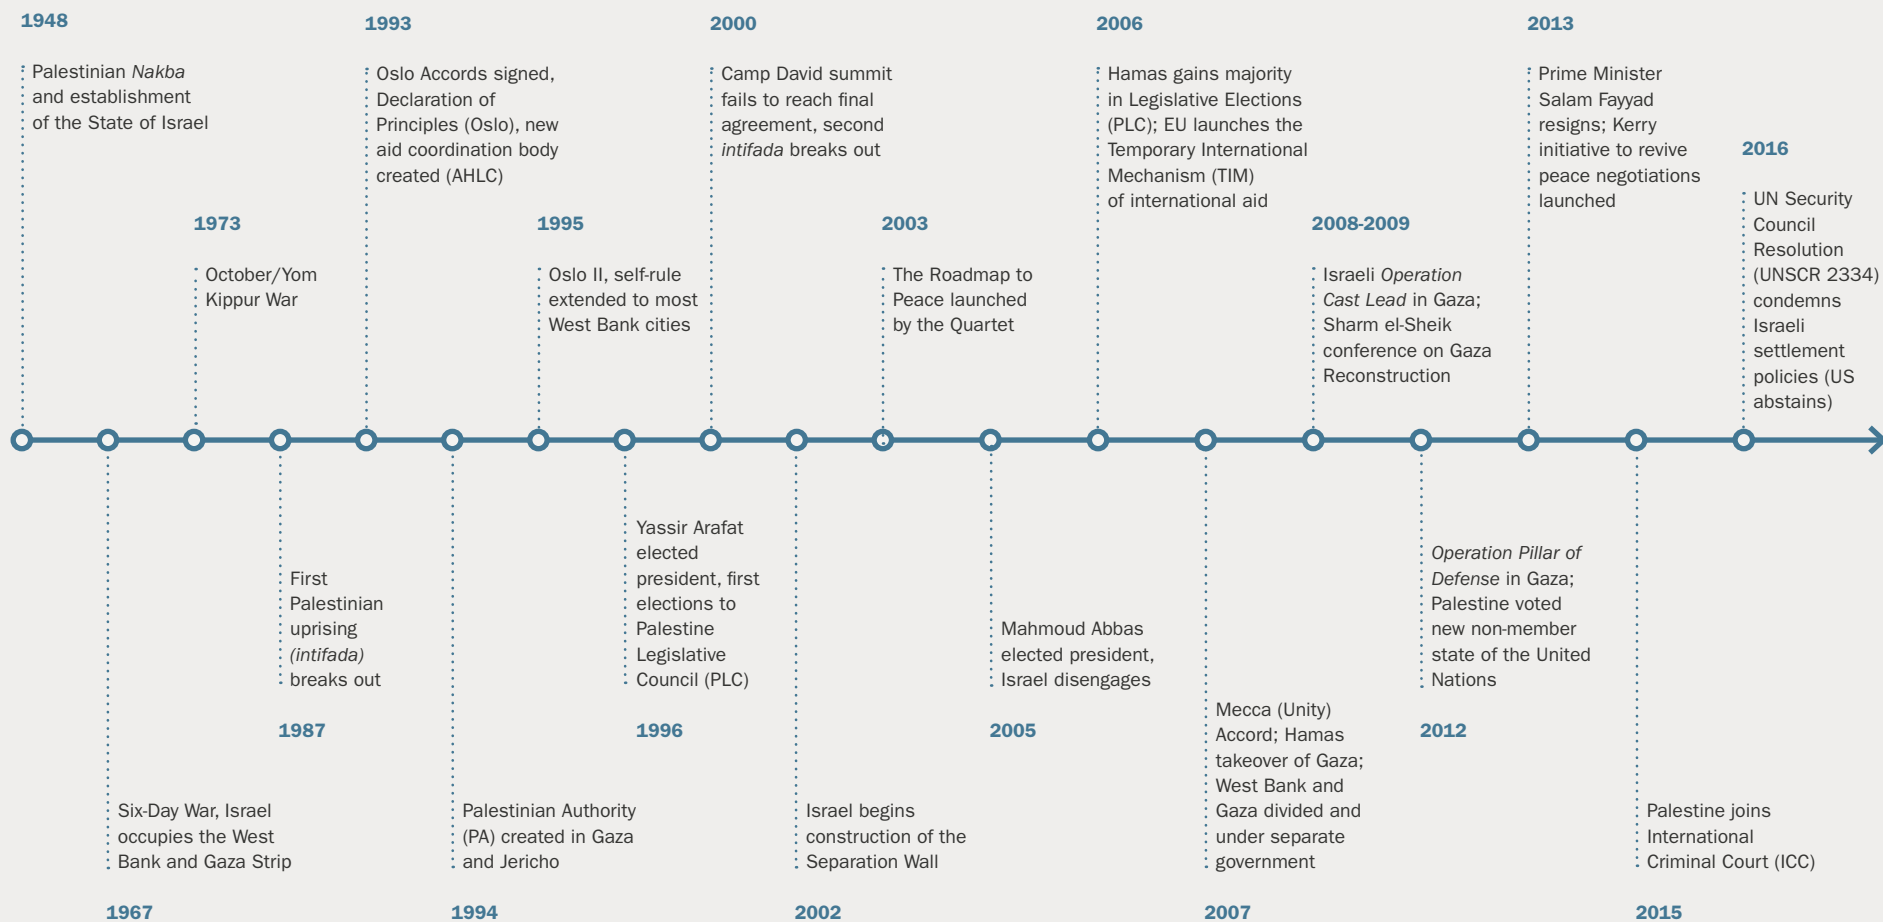 1948
Palestinian Nakba
and establishment
of the State of Israel
1967
Six-Day War, Israel
occupies the West
Bank and Gaza Strip
1973
October/Yom
Kippur War
1987
First
Palestinian
uprising
(intifada)
breaks out
1993
Oslo Accords signed,
Declaration of
Principles (Oslo), new
aid coordination body
created (AHLC)
1994
Palestinian Authority
(PA) created in Gaza
and Jericho
1995
Oslo II, self-rule
extended to most
West Bank cities
1996
Yassir Arafat
elected
president, first
elections to
Palestine
Legislative
Council (PLC)
2000
Camp David summit
fails to reach final
agreement, second
intifada breaks out
2002
Israel begins
construction of the
Separation Wall
2003
The Roadmap to
Peace launched
by the Quartet
2005
Mahmoud Abbas
elected president,
Israel disengages
2006
Hamas gains majority
in Legislative Elections
(PLC); EU launches the
Temporary International
Mechanism (TIM)
of international aid
2007
Mecca (Unity)
Accord; Hamas
takeover of Gaza;
West Bank and
Gaza divided and
under separate
government
2008-2009
Israeli Operation
Cast Lead in Gaza;
Sharm el-Sheik
conference on Gaza
Reconstruction
2012
Operation Pillar of
Defense in Gaza;
Palestine voted
new non-member
state of the United
Nations
2013
Prime Minister
Salam Fayyad
resigns; Kerry
initiative to revive
peace negotiations
launched
2015
Palestine joins
International
Criminal Court (ICC)
2016
UN Security
Council
Resolution
(UNSCR 2334)
condemns
Israeli
settlement
policies (US
abstains)